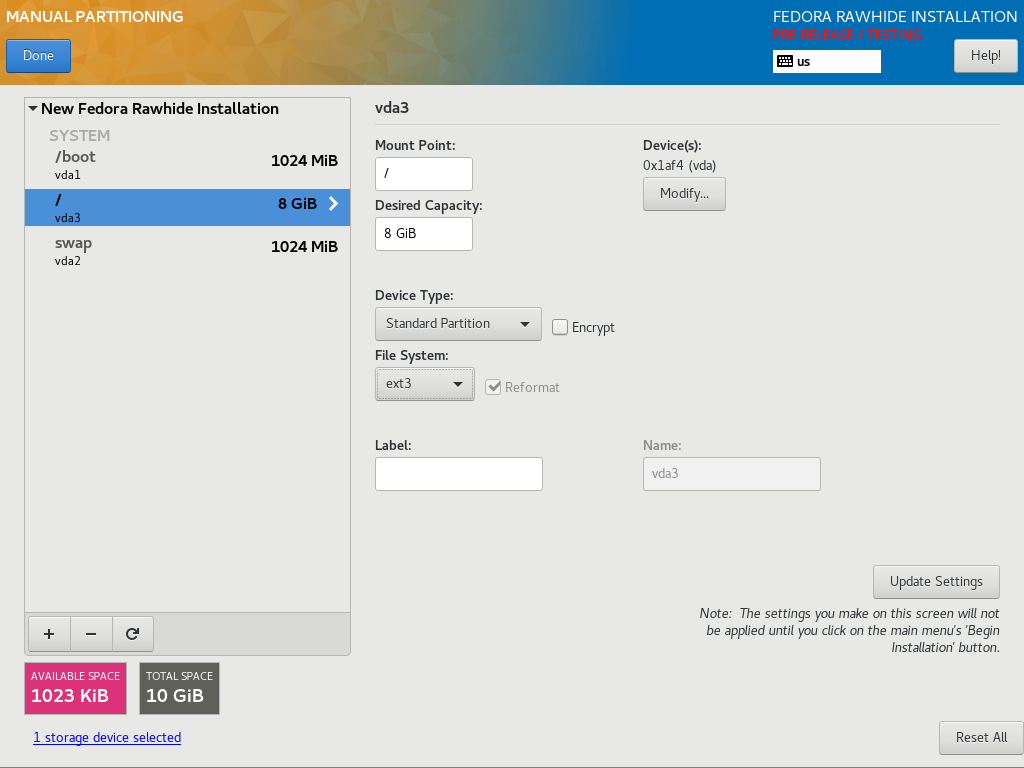 MANUAL PARTITIONING
FEDORA RAWHIDE INSTALLATION
PRE-RELEASE / TESTING
Done
us
Help!
New Fedora Rawhide Installation
SYSTEM
/boot
1024 MiB
vda1
/
8 GiB
vda3
swap
1024 MiB
vda2
vda3
Mount Point:
/
Desired Capacity:
8 GiB
Device(s):
0x1af4 (vda)
Modify...
Device Type:
Standard Partition
Encrypt
File System:
ext3
Reformat
Label:
Name:
vda3
Update Settings
Note: The settings you make on this screen will not
be applied until you click on the main menu's 'Begin
Installation' button.
AVAILABLE SPACE
1023 KiB
TOTAL SPACE
10 GiB
1 storage device selected
Reset All